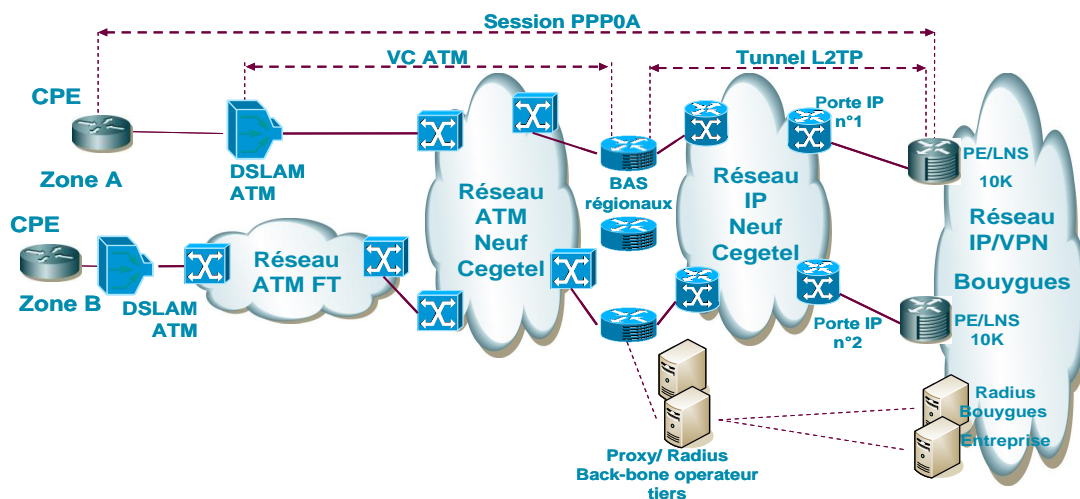 Session PPP0A
VC ATM
Tunnel L2TP
CPE
Zone A
DSLAM
ATM
Réseau
ATM
Neuf
Cegetel
BAS
régionaux
Réseau
IP
Neuf
Cegetel
Porte IP
n°1
PE/LNS
10K
Réseau
IP/VPN
Bouygues
CPE
Zone B
DSLAM
ATM
Réseau
ATM FT
Porte IP
n°2
PE/LNS
10K
Radius
Bouygues
Entreprise
Proxy/ Radius
Back-bone operateur
tiers